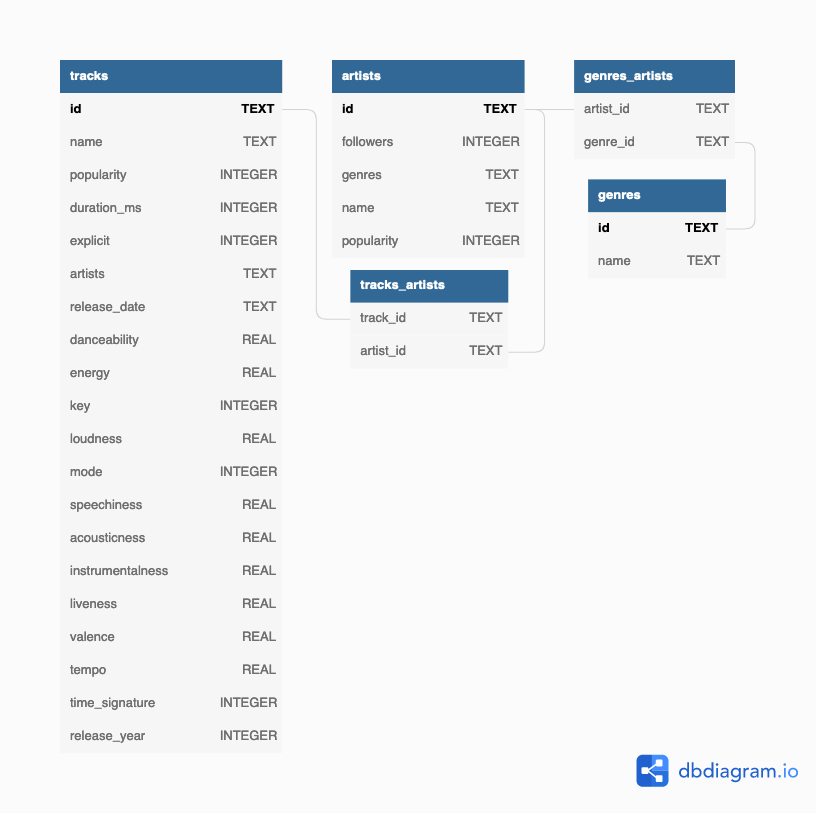 tracks
id TEXT
name TEXT
popularity INTEGER
duration_ms INTEGER
explicit INTEGER
artists TEXT
release_date TEXT
danceability REAL
energy REAL
key INTEGER
loudness REAL
mode INTEGER
speechiness REAL
acousticness REAL
instrumentalness REAL
liveness REAL
valence REAL
tempo REAL
time_signature INTEGER
release_year INTEGER
artists
id TEXT
followers INTEGER
genres TEXT
name TEXT
popularity INTEGER
tracks_artists
track_id TEXT
artist_id TEXT
genres_artists
artist_id TEXT
genre_id TEXT
genres
id TEXT
name TEXT
dbdiagram.io